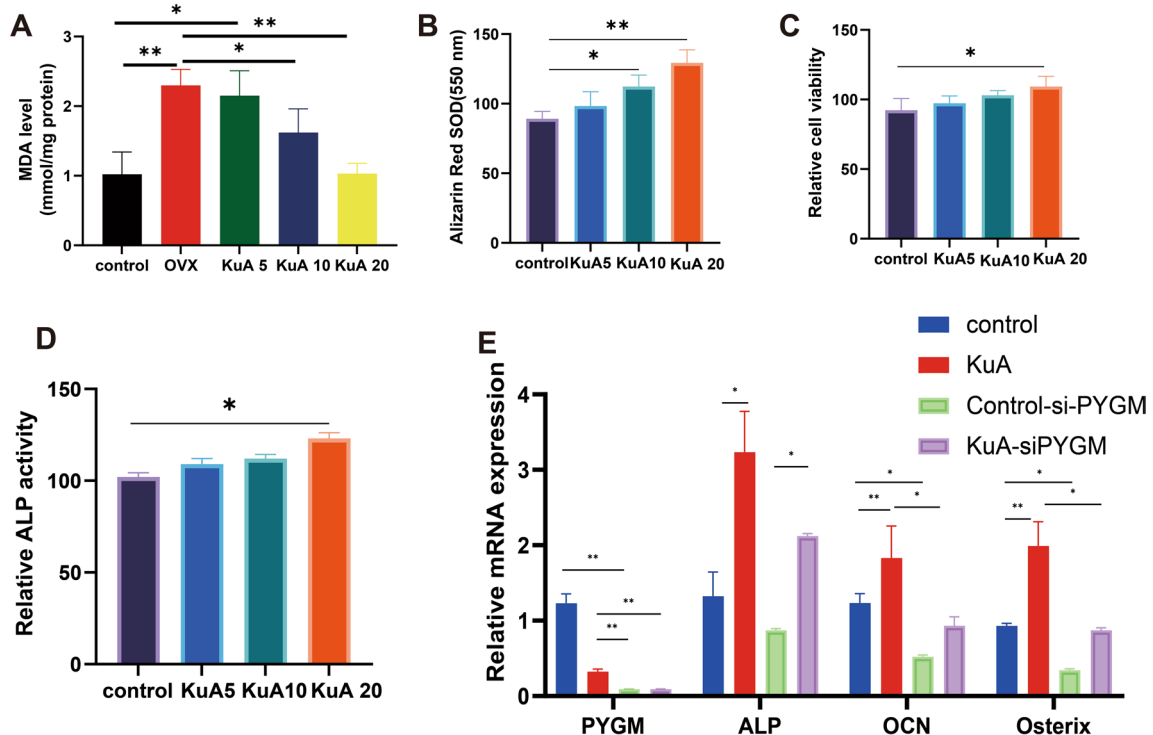 A
MDA level
(mmol/mg protein)
3
2
1
0
*
**
**
*
control OVX KuA 5 KuA 10 KuA 20
B
Alizarin Red SOD(550 nm)
150
100
50
0
**
*
control KuA5 KuA10 KuA 20
C
Relative cell viability
150
100
50
0
*
control KuA5 KuA10 KuA 20
D
Relative ALP activity
150
100
50
0
*
control KuA5 KuA10 KuA 20
E
control
KuA
Control-si-PYGM
KuA-siPYGM
Relative mRNA expression
4
3
2
1
0
**
**
**
*
*
*
**
*
*
**
*
PYGM ALP OCN Osterix